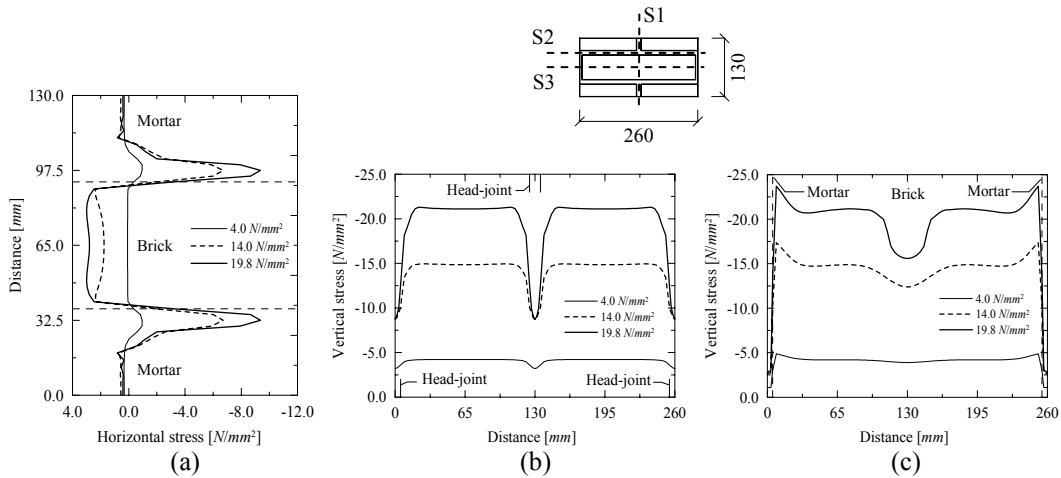 S1
S2
S3
130
260
130.0
97.5
65.0
32.5
0.0
Distance [mm]
Mortar
Brick
Mortar
4.0 N/mm²
14.0 N/mm²
19.8 N/mm²
4.0 0.0 -4.0 -8.0 -12.0
Horizontal stress [N/mm²]
(a)
-25.0
-20.0
-15.0
-10.0
-5.0
0.0
Vertical stress [N/mm²]
Head-joint
4.0 N/mm²
14.0 N/mm²
19.8 N/mm²
Head-joint Head-joint
0 65 130 195 260
Distance [mm]
(b)
-25.0
-20.0
-15.0
-10.0
-5.0
0.0
Vertical stress [N/mm²]
Mortar Brick Mortar
4.0 N/mm²
14.0 N/mm²
19.8 N/mm²
0 65 130 195 260
Distance [mm]
(c)